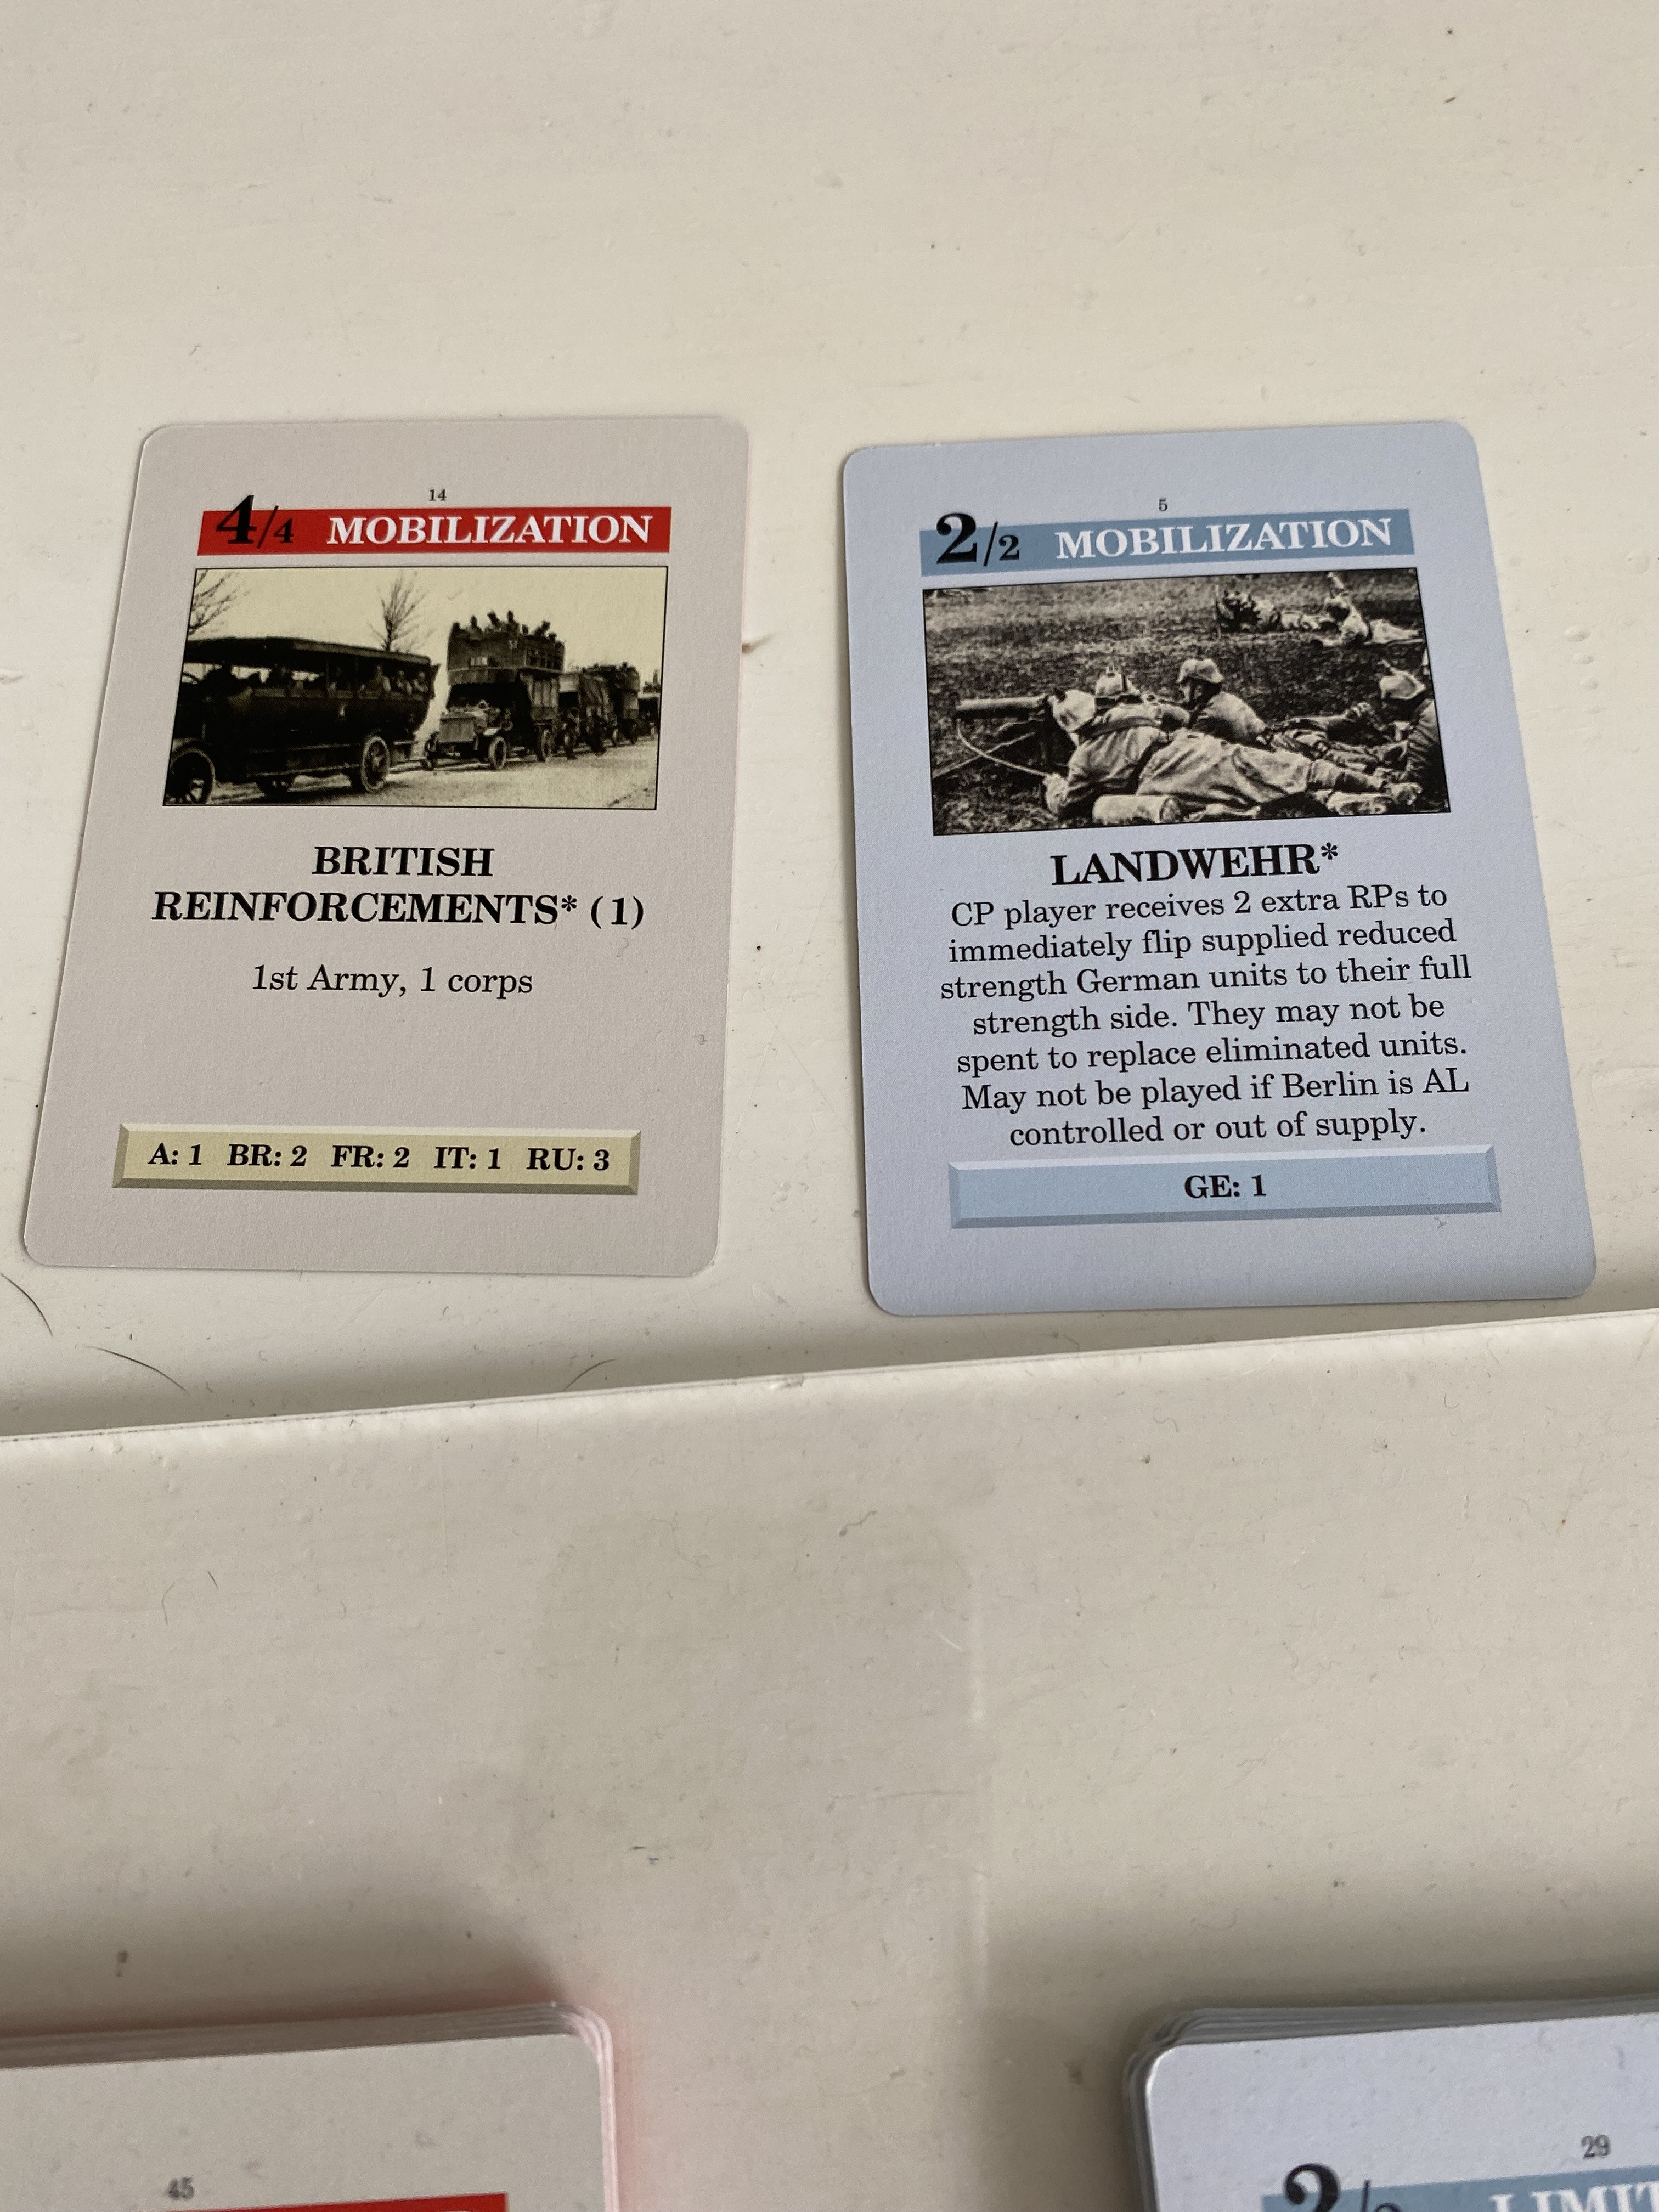 14
4/4 MOBILIZATION
BRITISH
REINFORCEMENTS* (1)
1st Army, 1 corps
A: 1 BR: 2 FR: 2 IT: 1 RU: 3
5
2/2 MOBILIZATION
LANDWEHR*
CP player receives 2 extra RPs to
immediately flip supplied reduced
strength German units to their full
strength side. They may not be
spent to replace eliminated units.
May not be played if Berlin is AL
controlled or out of supply.
GE: 1
45
29